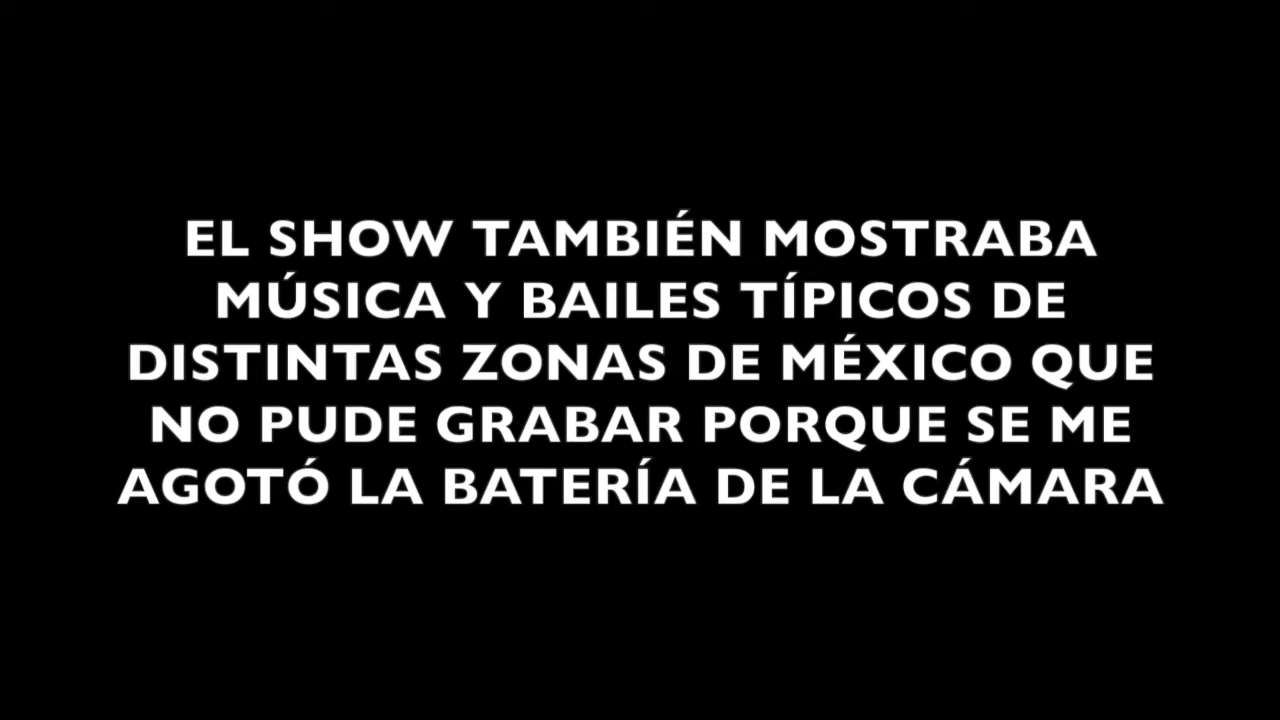 EL SHOW TAMBIÉN MOSTRABA
MÚSICA Y BAILES TÍPICOS DE
DISTINTAS ZONAS DE MÉXICO QUE
NO PUDE GRABAR PORQUE SE ME
AGOTÓ LA BATERÍA DE LA CÁMARA